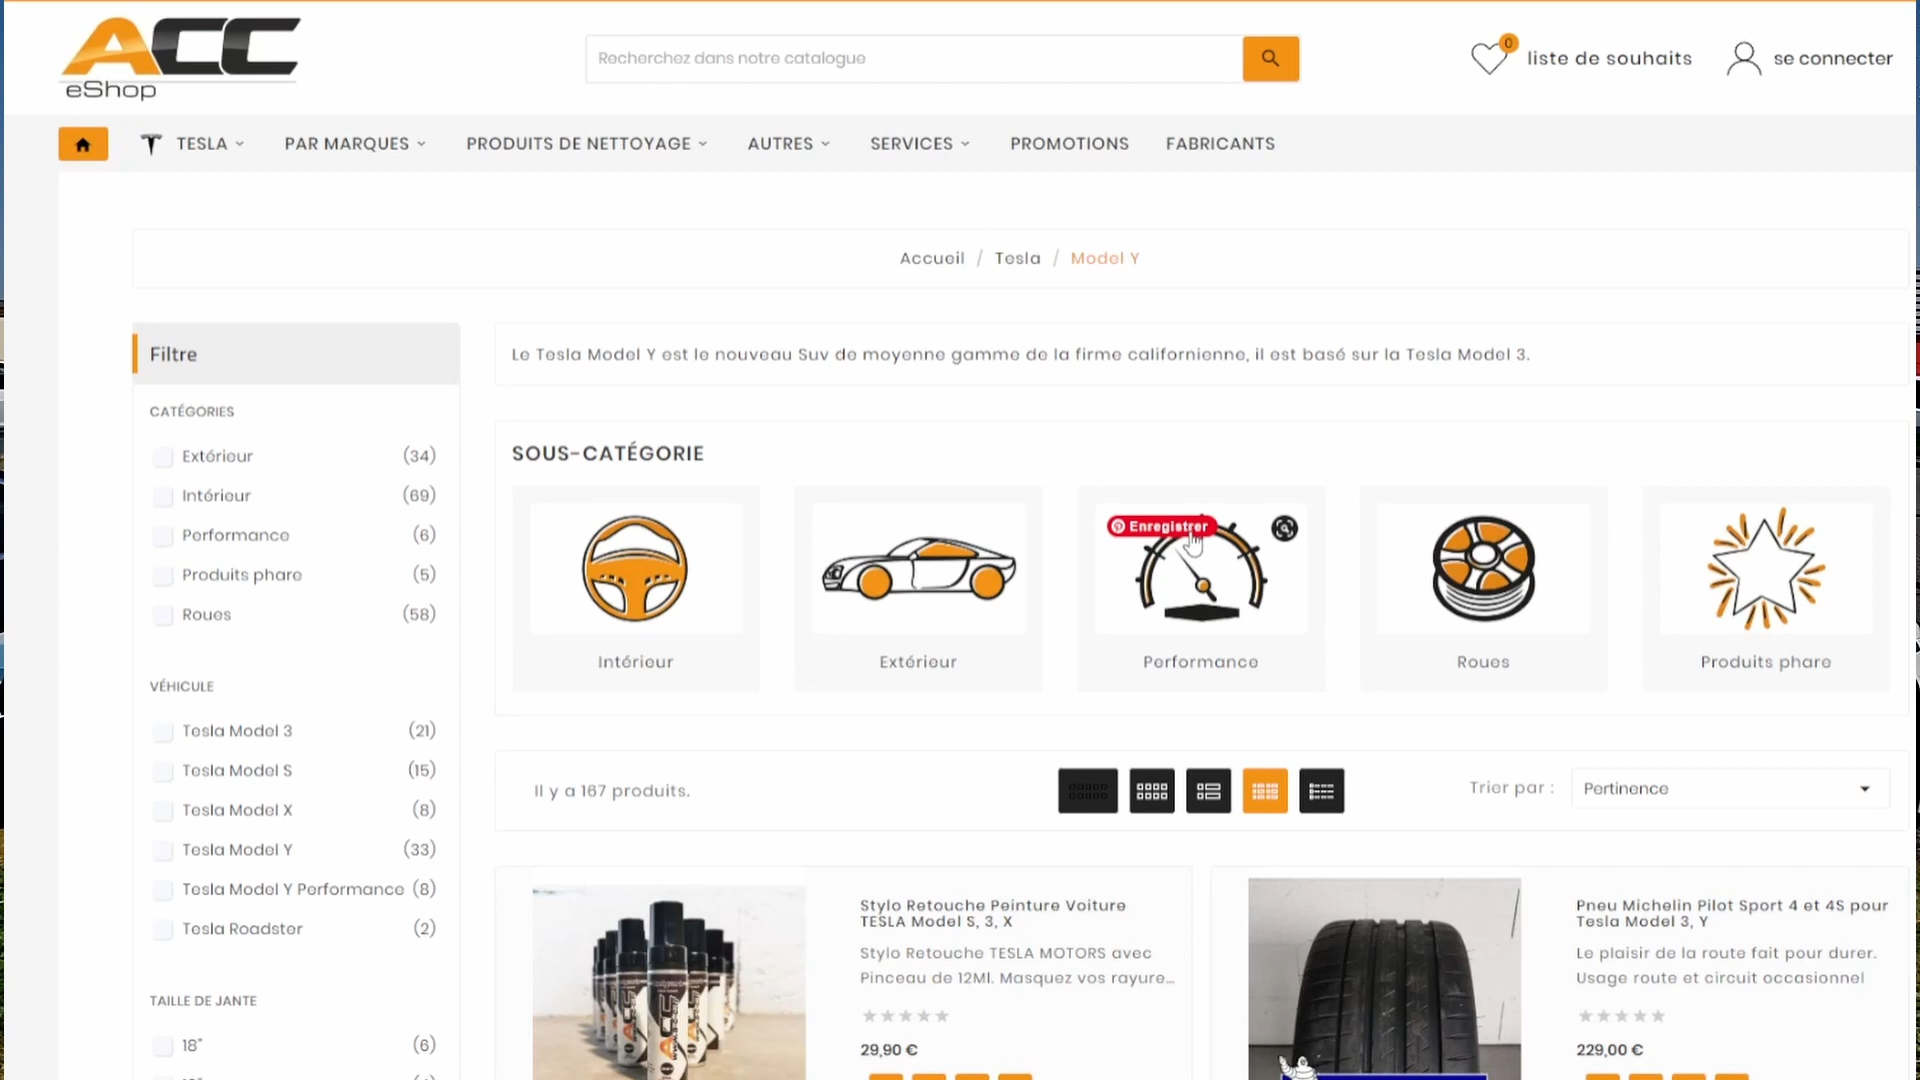 ACC
eShop
Recherchez dans notre catalogue
0
liste de souhaits
se connecter
TESLA
PAR MARQUES
PRODUITS DE NETTOYAGE
AUTRES
SERVICES
PROMOTIONS
FABRICANTS
Accueil / Tesla / Model Y
Filtre
CATÉGORIES
Extérieur (34)
Intérieur (69)
Performance (6)
Produits phare (5)
Roues (58)
VÉHICULE
Tesla Model 3 (21)
Tesla Model S (15)
Tesla Model X (8)
Tesla Model Y (33)
Tesla Model Y Performance (8)
Tesla Roadster (2)
TAILLE DE JANTE
18" (6)
Le Tesla Model Y est le nouveau Suv de moyenne gamme de la firme californienne, il est basé sur la Tesla Model 3.
SOUS-CATÉGORIE
Enregistrer
Intérieur
Extérieur
Performance
Roues
Produits phare
Il y a 167 produits.
Trier par :
Pertinence
Stylo Retouche Peinture Voiture
TESLA Model S, 3, X
Stylo Retouche TESLA MOTORS avec
Pinceau de 12Ml. Masquez vos rayure...
29,90 €
Pneu Michelin Pilot Sport 4 et 4S pour
Tesla Model 3, Y
Le plaisir de la route fait pour durer.
Usage route et circuit occasionnel
229,00 €